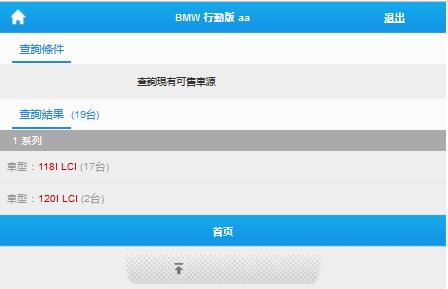 BMW 行動版 aa 退出
查詢條件
查詢現有可售車源
查詢結果 (19台)
1 系列
車型：118I LCI (17台)
車型：120I LCI (2台)
首页